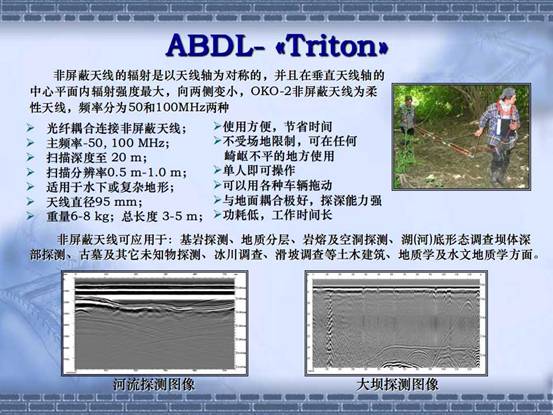 ABDL- «Triton»
非屏蔽天线的辐射是以天线轴为对称的，并且在垂直天线轴的
中心平面内辐射强度最大，向两侧变小，OKO-2非屏蔽天线为柔
性天线，频率分为50和100MHz两种
光纤耦合连接非屏蔽天线；
主频率-50, 100 MHz；
扫描深度至 20 m；
扫描分辨率0.5 m-1.0 m；
适用于水下或复杂地形；
天线直径95 mm；
重量6-8 kg；总长度 3-5 m；
使用方便，节省时间
不受场地限制，可在任何
崎岖不平的地方使用
单人即可操作
可以用各种车辆拖动
与地面耦合极好，探深能力强
功耗低，工作时间长
非屏蔽天线可应用于：基岩探测、地质分层、岩熔及空洞探测、湖(河)底形态调查坝体深
部探测、古墓及其它未知物探测、冰川调查、滑坡调查等土木建筑、地质学及水文地质学方面。
河流探测图像
大坝探测图像